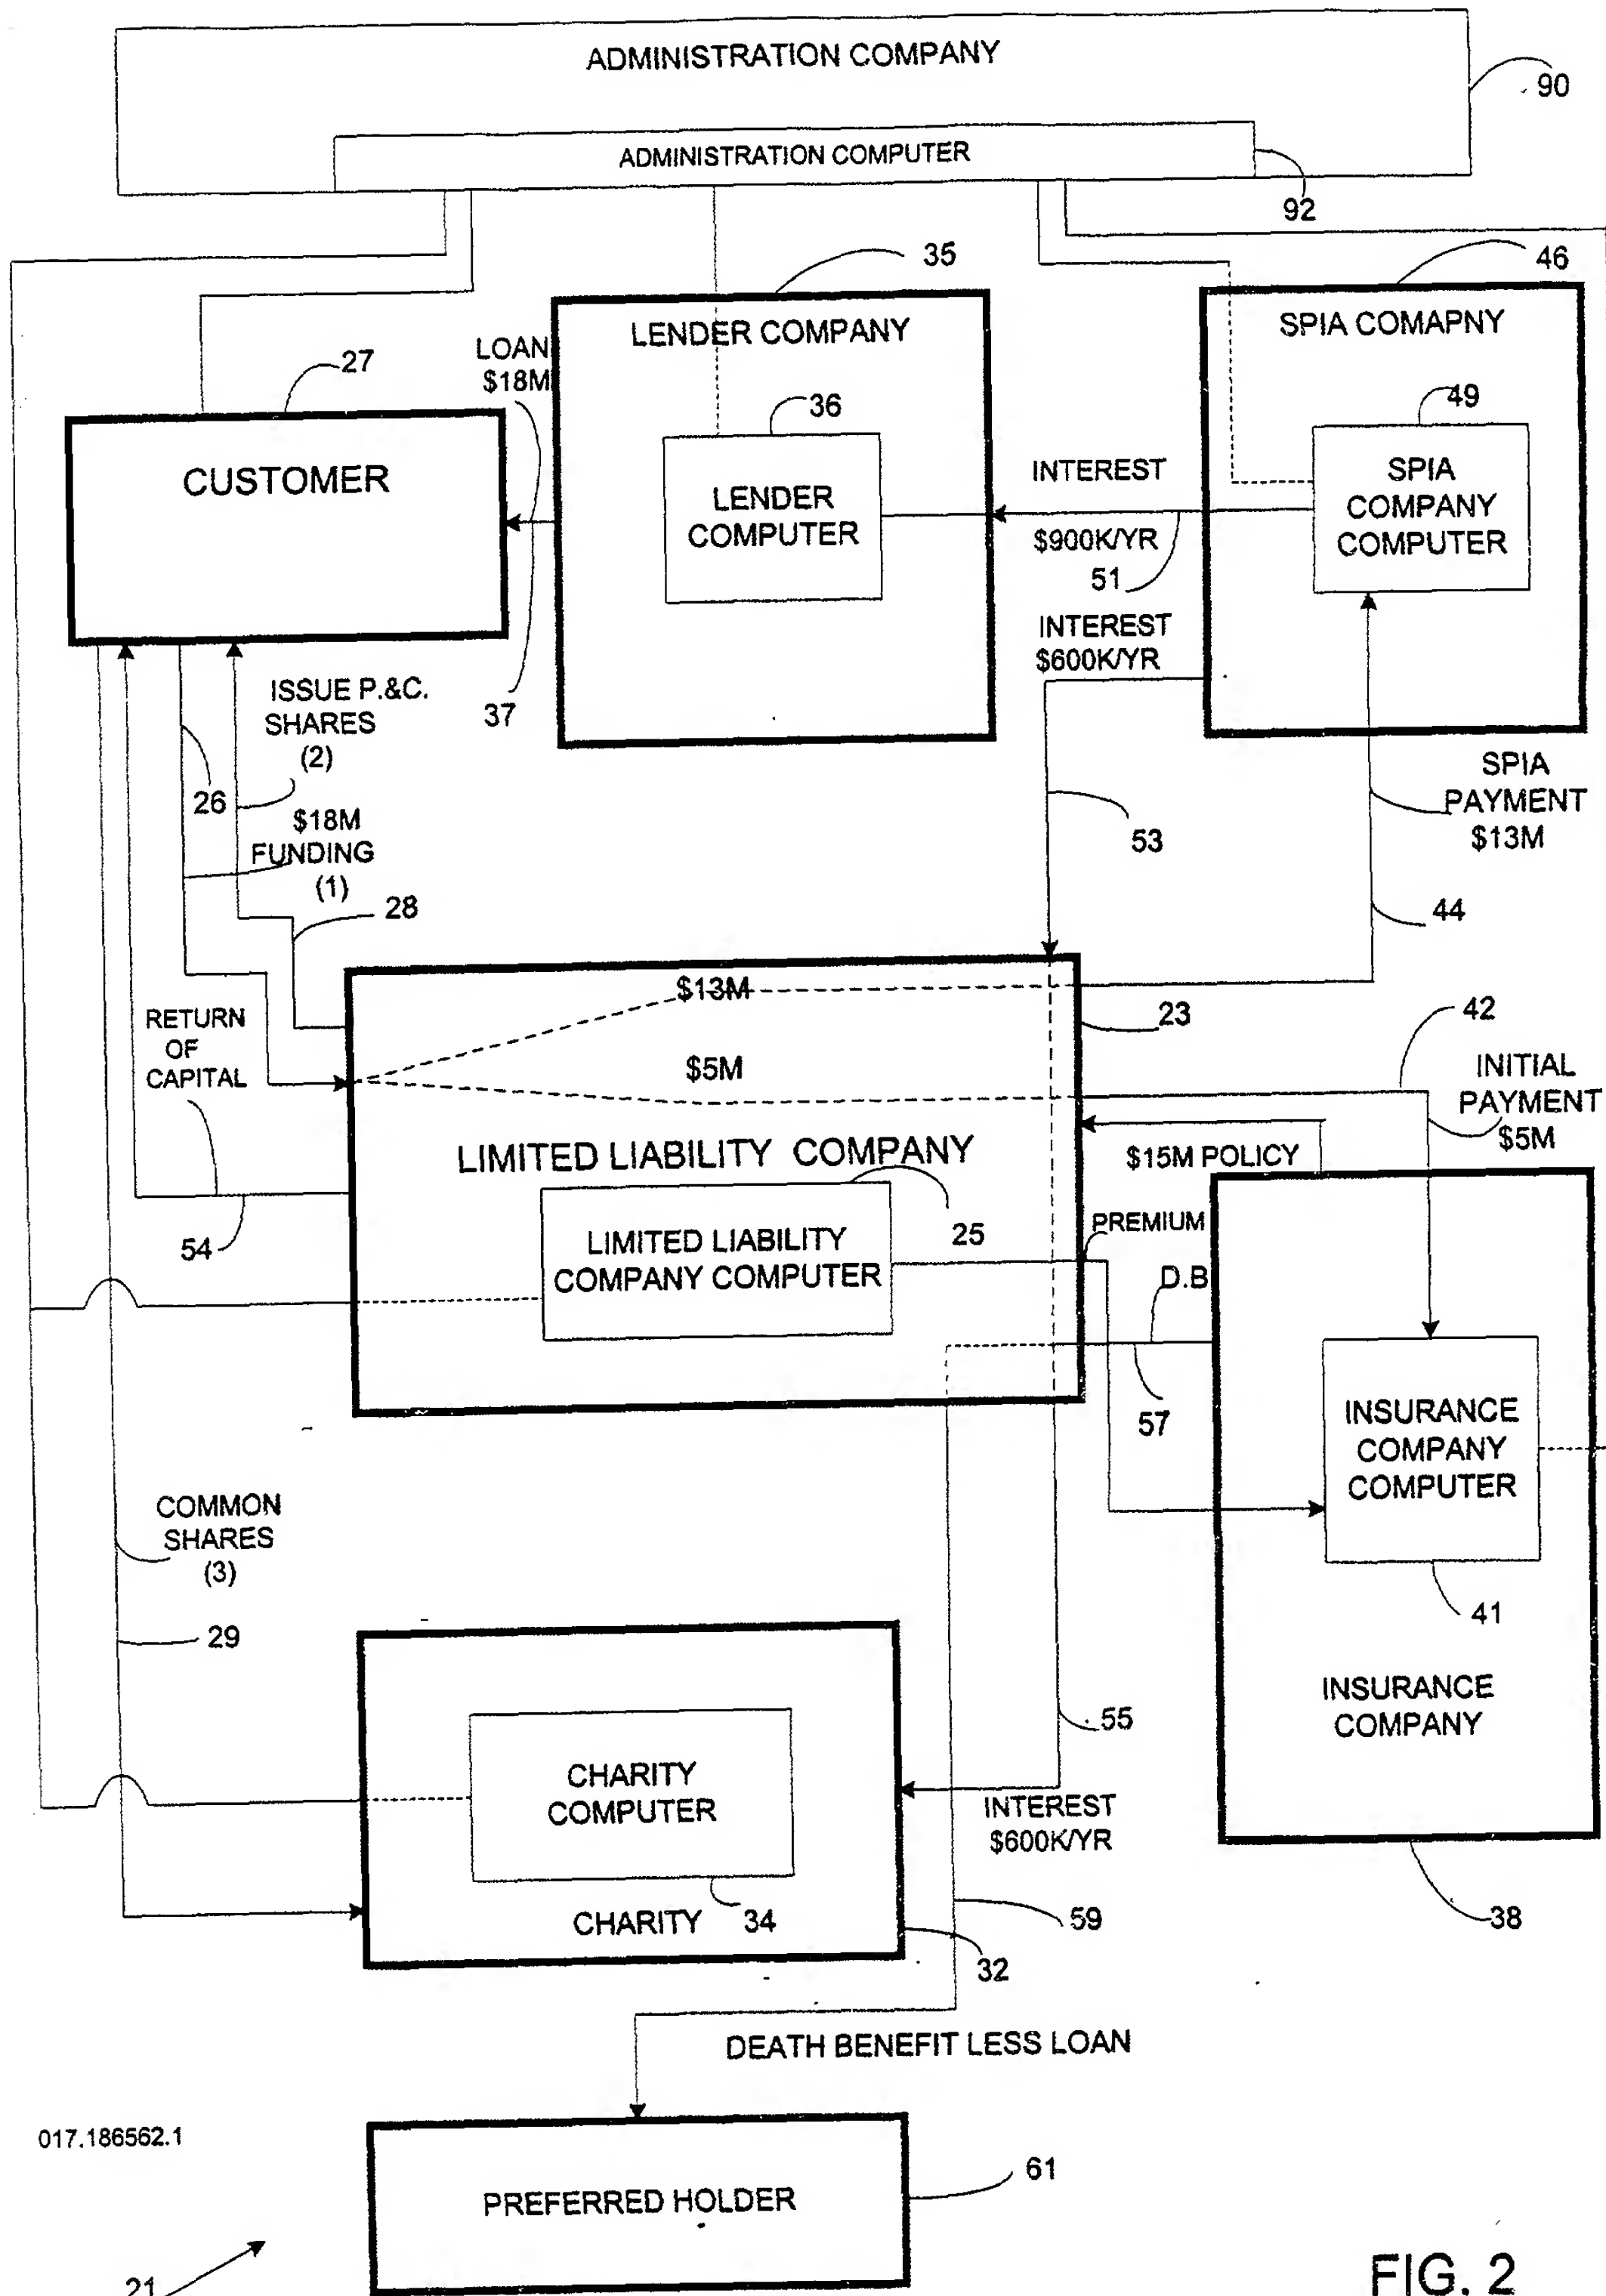 ADMINISTRATION COMPANY
90
ADMINISTRATION COMPUTER
92
35
46
LENDER COMPANY
SPIA COMAPNY
LOAN
$18M
27
36
49
CUSTOMER
LENDER
COMPUTER
INTEREST
$900K/YR
51
SPIA
COMPANY
COMPUTER
INTEREST
$600K/YR
ISSUE P.&C.
SHARES
(2)
37
26
$18M
FUNDING
(1)
28
53
SPIA
PAYMENT
$13M
44
$13M
23
42
RETURN
OF
CAPITAL
$5M
INITIAL
PAYMENT
$5M
LIMITED LIABILITY COMPANY
$15M POLICY
54
25
PREMIUM
LIMITED LIABILITY
COMPANY COMPUTER
D.B
57
INSURANCE
COMPANY
COMPUTER
COMMON
SHARES
(3)
41
29
INSURANCE
COMPANY
55
CHARITY
COMPUTER
INTEREST
$600K/YR
CHARITY
34
59
38
32
DEATH BENEFIT LESS LOAN
017.186562.1
61
PREFERRED HOLDER
21
FIG. 2